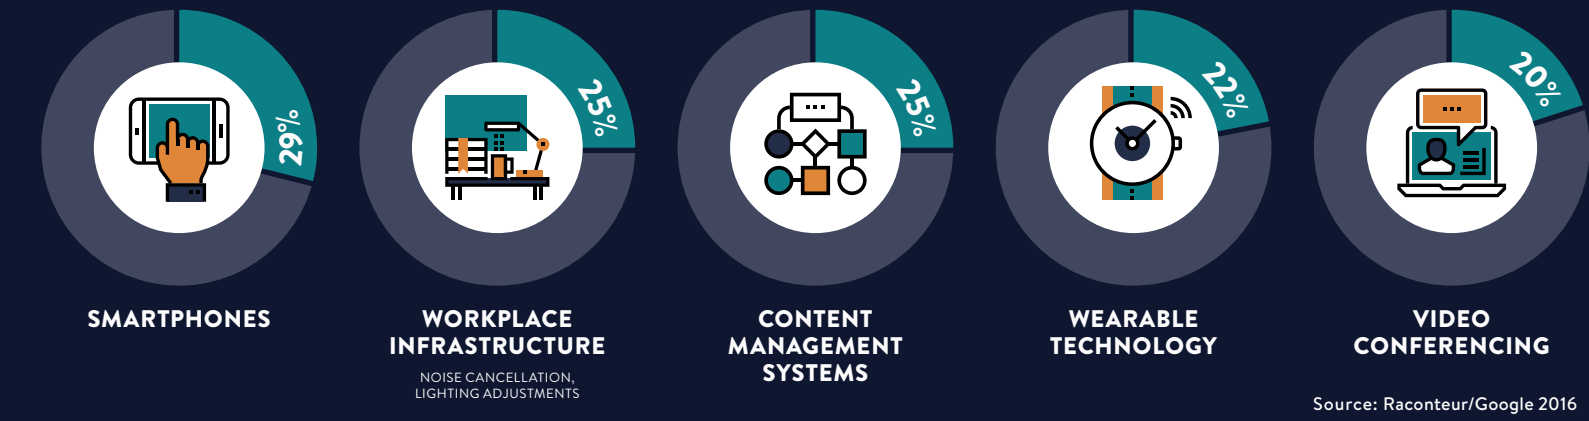 29%
25%
25%
22%
20%
SMARTPHONES
WORKPLACE
INFRASTRUCTURE
NOISE CANCELLATION,
LIGHTING ADJUSTMENTS
CONTENT
MANAGEMENT
SYSTEMS
WEARABLE
TECHNOLOGY
VIDEO
CONFERENCING
Source: Raconteur/Google 2016